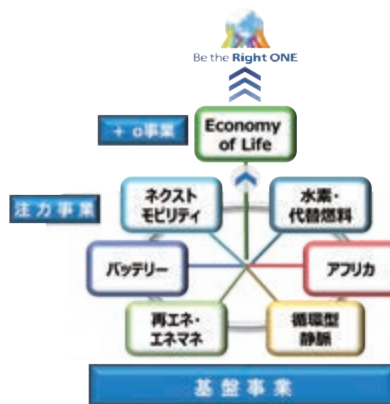 Be the Right ONE
+ α事業
Economy
of Life
注力事業
ネクスト
モビリティ
水素・
代替燃料
バッテリー
アフリカ
再エネ・
エネマネ
循環型
静脈
基盤事業